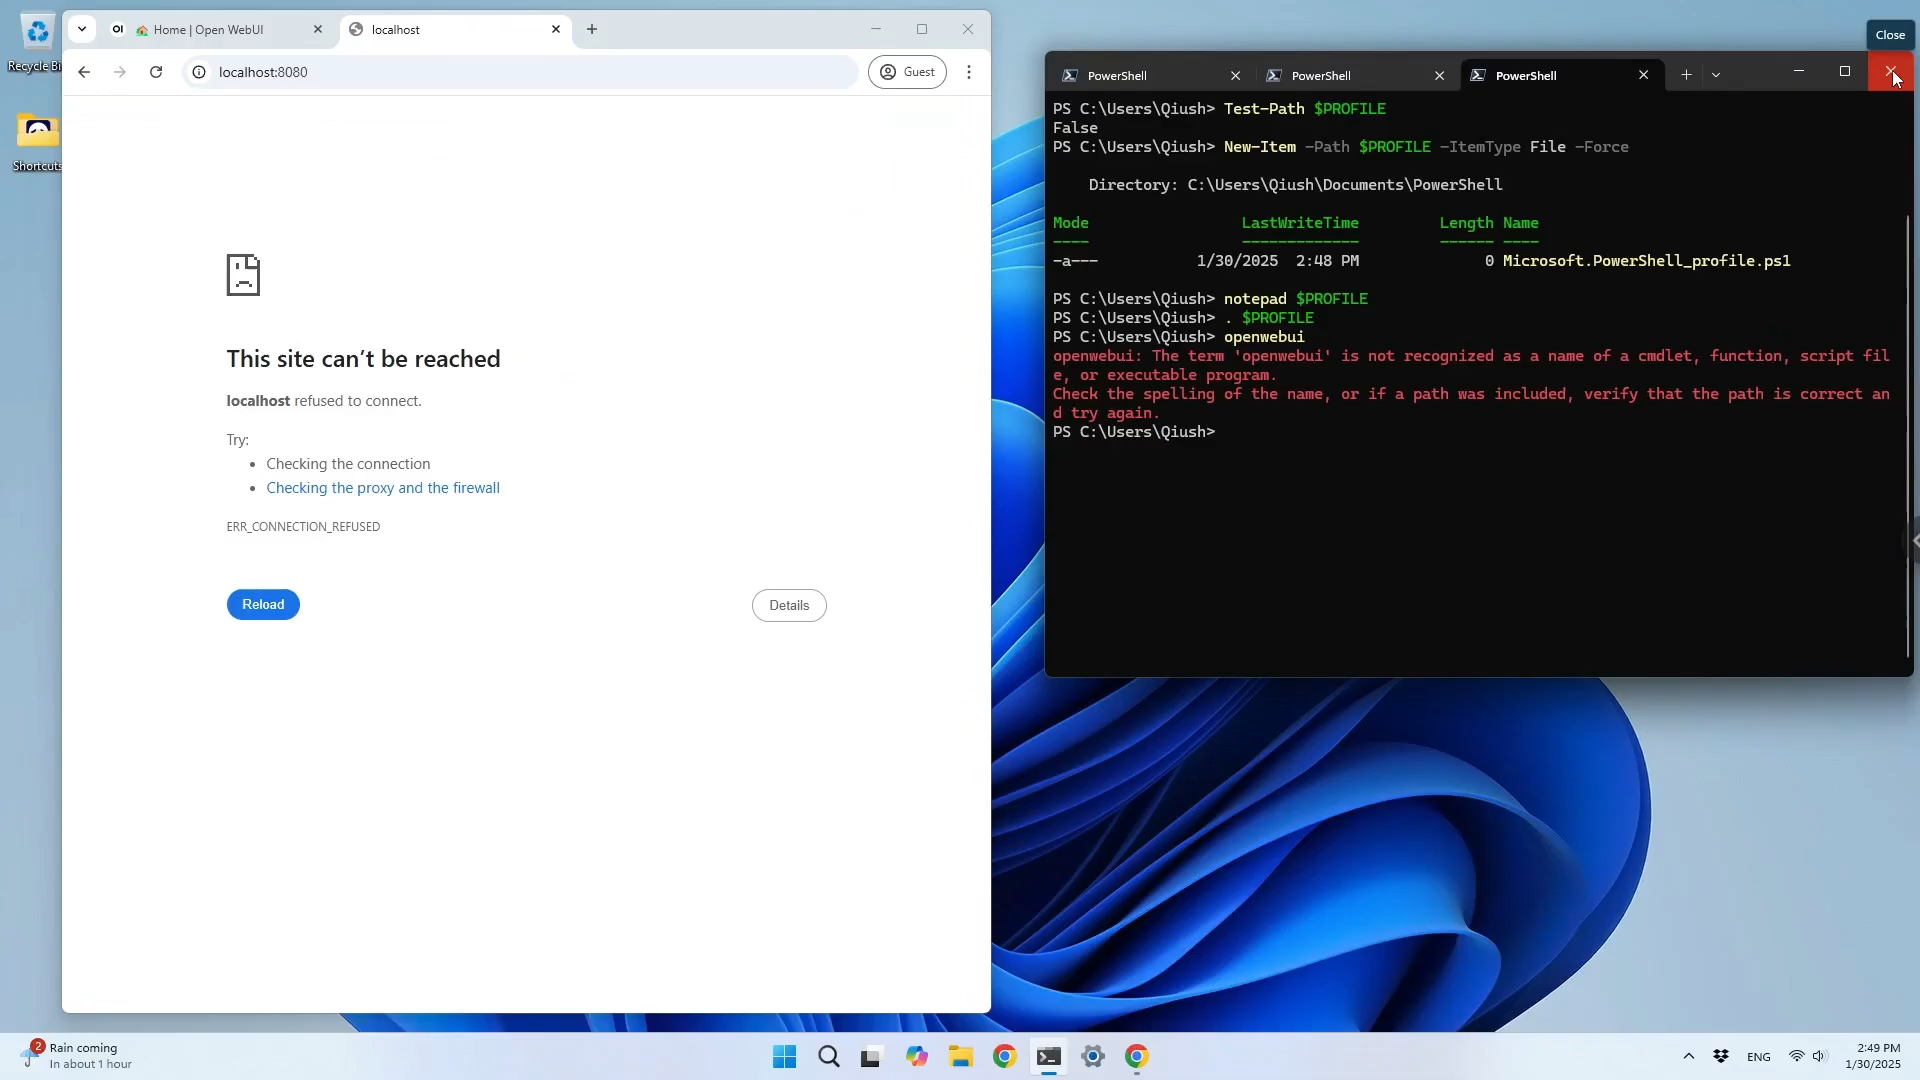 Recycle Bi
Shortcuts
OI
Home | Open WebUI
localhost
localhost:8080
Guest
This site can’t be reached
localhost refused to connect.
Try:
• Checking the connection
• Checking the proxy and the firewall
ERR_CONNECTION_REFUSED
Reload
Details
Close
PowerShell
PowerShell
PowerShell
PS C:\Users\Qiush> Test-Path $PROFILE
False
PS C:\Users\Qiush> New-Item -Path $PROFILE -ItemType File -Force
Directory: C:\Users\Qiush\Documents\PowerShell
Mode LastWriteTime Length Name
---- ------------- ------ ----
-a--- 1/30/2025 2:48 PM 0 Microsoft.PowerShell_profile.ps1
PS C:\Users\Qiush> notepad $PROFILE
PS C:\Users\Qiush> . $PROFILE
PS C:\Users\Qiush> openwebui
openwebui: The term 'openwebui' is not recognized as a name of a cmdlet, function, script fil
e, or executable program.
Check the spelling of the name, or if a path was included, verify that the path is correct an
d try again.
PS C:\Users\Qiush>
2
Rain coming
In about 1 hour
ENG
2:49 PM
1/30/2025